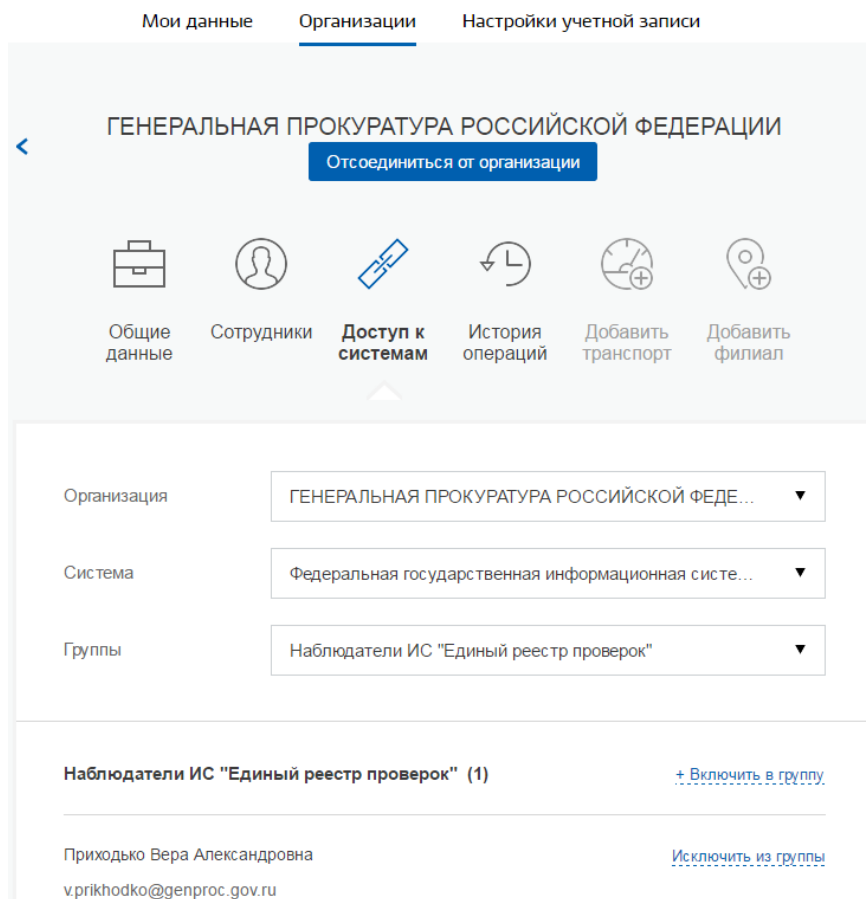 Мои данные Организации Настройки учетной записи
ГЕНЕРАЛЬНАЯ ПРОКУРАТУРА РОССИЙСКОЙ ФЕДЕРАЦИИ
Отсоединиться от организации
Общие данные
Сотрудники
Доступ к системам
История операций
Добавить транспорт
Добавить филиал
Организация ГЕНЕРАЛЬНАЯ ПРОКУРАТУРА РОССИЙСКОЙ ФЕДЕ...
Система Федеральная государственная информационная систе...
Группы Наблюдатели ИС "Единый реестр проверок"
Наблюдатели ИС "Единый реестр проверок" (1) + Включить в группу
Приходько Вера Александровна Исключить из группы
v.prikhodko@genproc.gov.ru